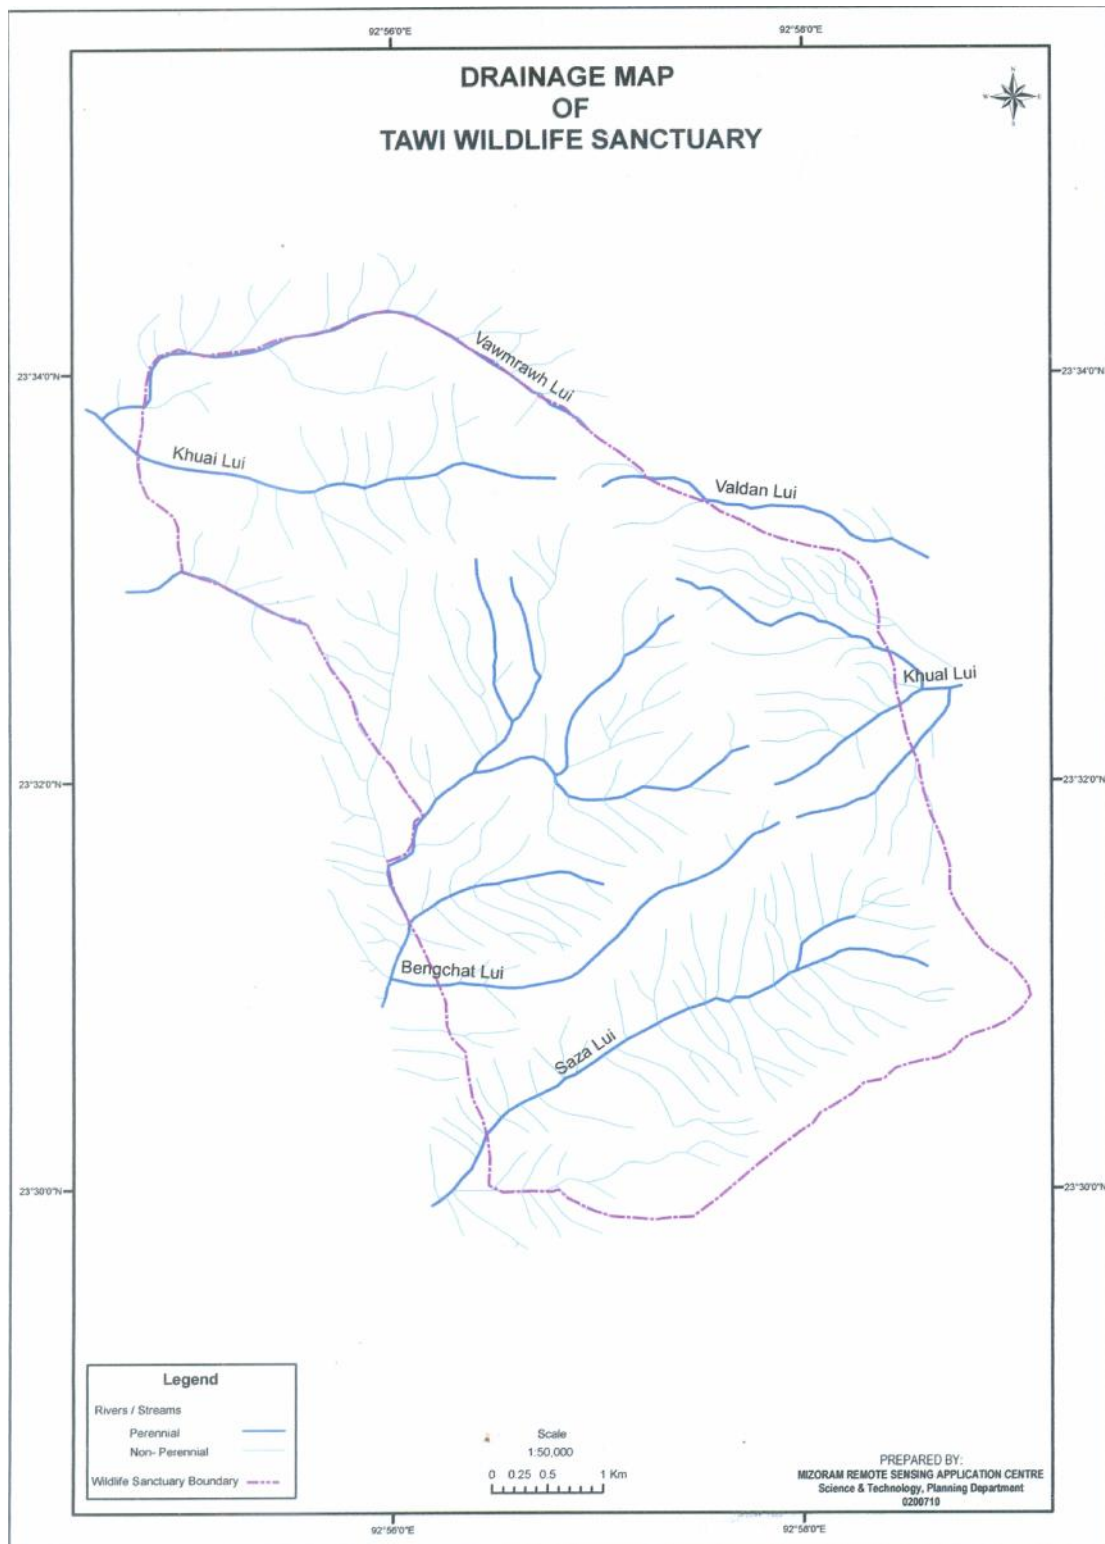 92°56'0"E
92°56'0"E
DRAINAGE MAP
OF
TAWI WILDLIFE SANCTUARY
N
W
E
S
Vawmrawh Lui
23°34'0"N
23°34'0"N
Khuai Lui
Valdan Lui
Khual Lui
23°32'0"N
23°32'0"N
Bengchat Lui
Saza Lui
23°30'0"N
23°30'0"N
Legend
Rivers / Streams
Perennial
Non- Perennial
Wildlife Sanctuary Boundary
Scale
1:50,000
0 0.25 0.5 1 Km
PREPARED BY:
MIZORAM REMOTE SENSING APPLICATION CENTRE
Science & Technology, Planning Department
0200710
92°56'0"E
92°56'0"E